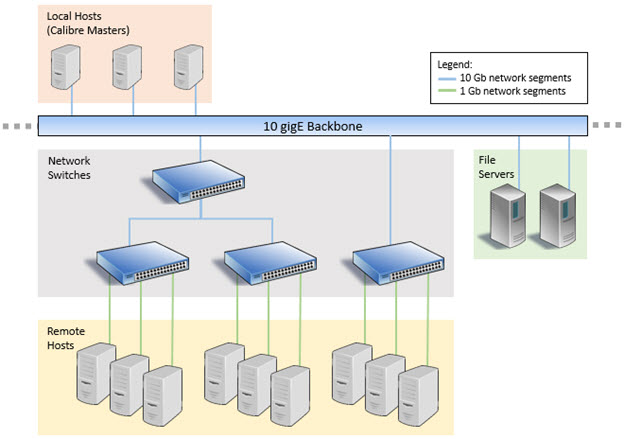 Local Hosts
(Calibre Masters)
Legend:
10 Gb network segments
1 Gb network segments
10 gigE Backbone
Network
Switches
File
Servers
Remote
Hosts